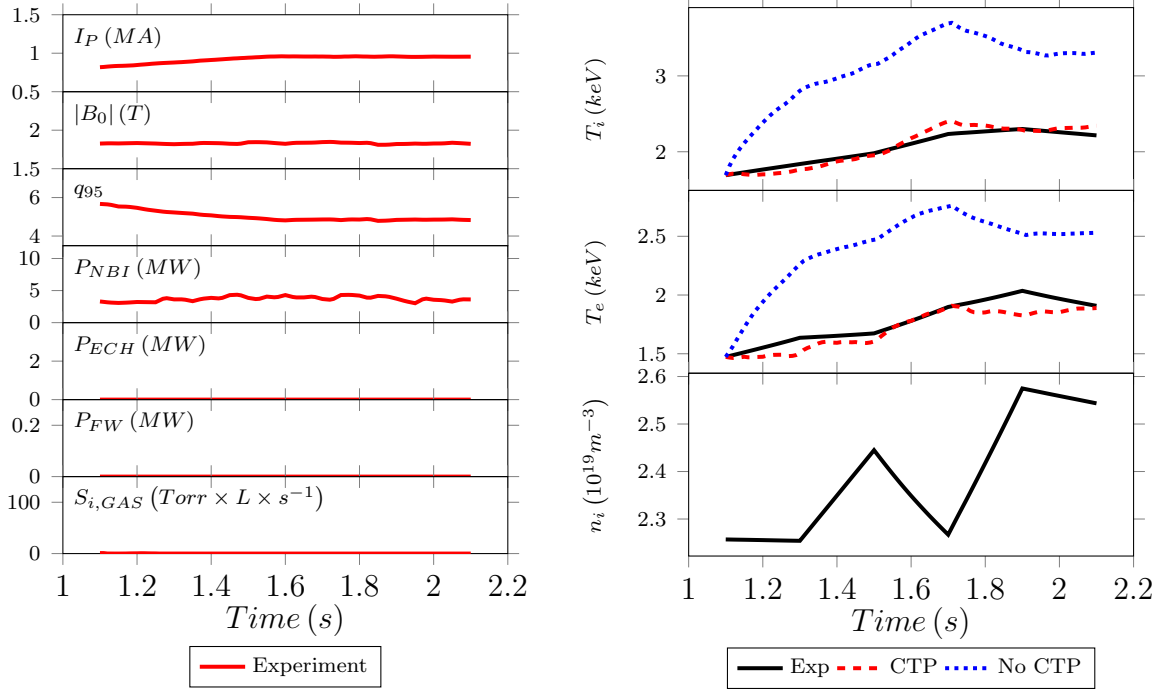 1.5
1
0.5
I_P (MA)
2
1.5
|B_0| (T)
6
4
q_95
10
5
0
P_NBI (MW)
2
0
P_ECH (MW)
0.2
0
P_FW (MW)
100
0
S_i,GAS (Torr × L × s^−1)
1 1.2 1.4 1.6 1.8 2 2.2
Time (s)
Experiment
3
2
T_i (keV)
2.5
2
1.5
T_e (keV)
2.6
2.5
2.4
2.3
n_i (10^19 m^−3)
1 1.2 1.4 1.6 1.8 2 2.2
Time (s)
Exp CTP No CTP